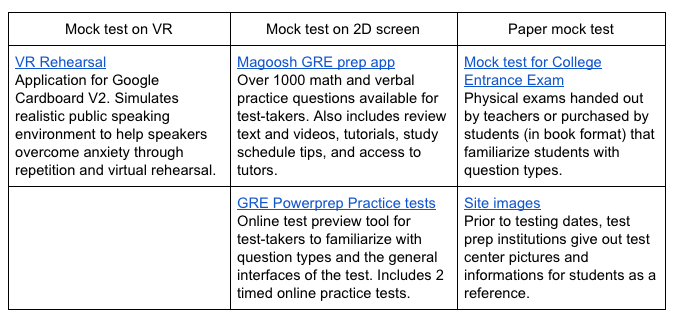 Mock test on VR
Mock test on 2D screen
Paper mock test
VR Rehearsal
Application for Google
Cardboard V2. Simulates
realistic public speaking
environment to help speakers
overcome anxiety through
repetition and virtual rehearsal.
Magoosh GRE prep app
Over 1000 math and verbal
practice questions available for
test-takers. Also includes review
text and videos, tutorials, study
schedule tips, and access to
tutors.
Mock test for College
Entrance Exam
Physical exams handed out
by teachers or purchased by
students (in book format) that
familiarize students with
question types.
GRE Powerprep Practice tests
Online test preview tool for
test-takers to familiarize with
question types and the general
interfaces of the test. Includes 2
timed online practice tests.
Site images
Prior to testing dates, test
prep institutions give out test
center pictures and
informations for students as a
reference.